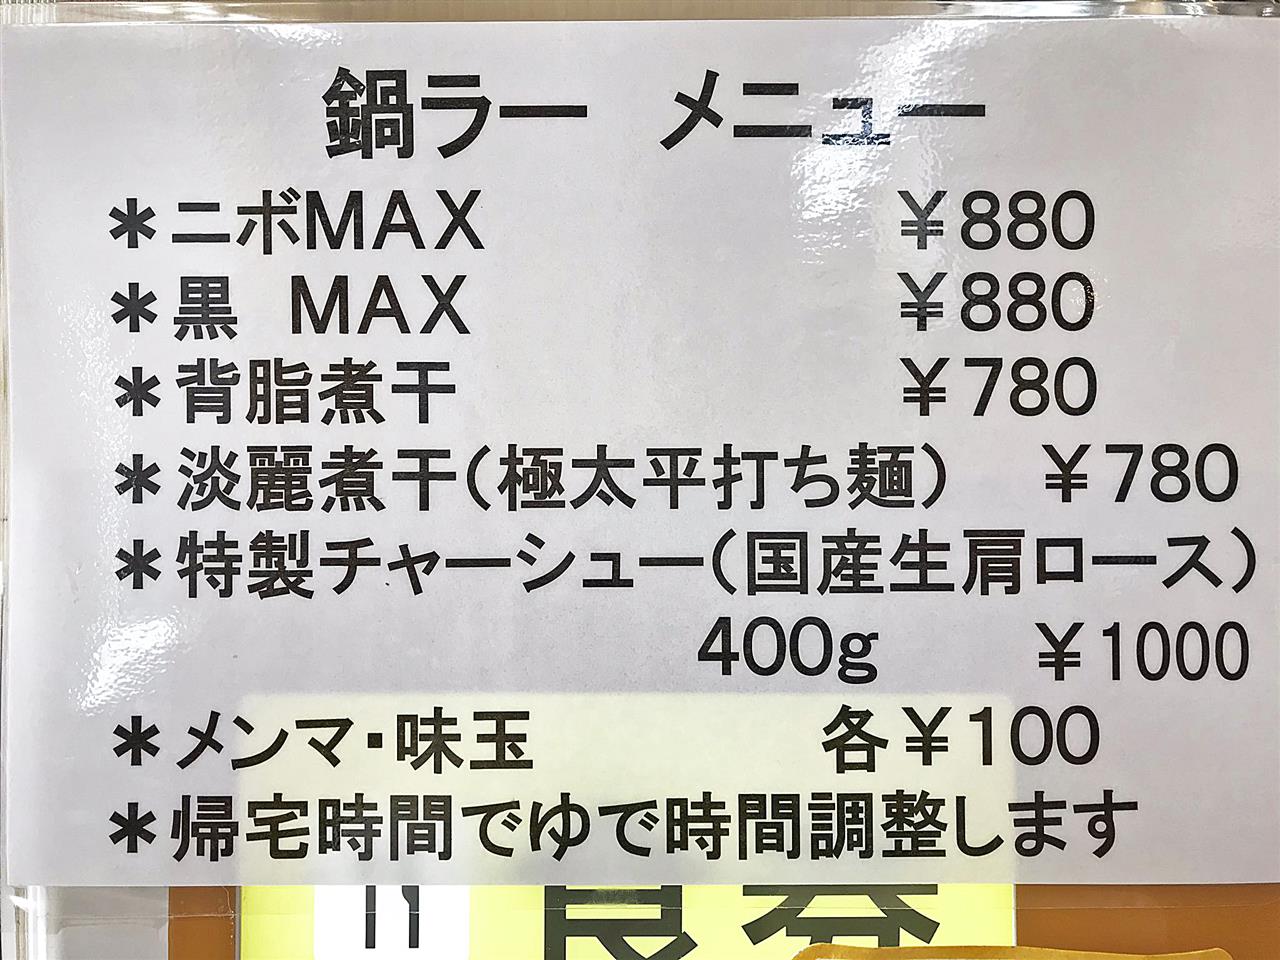 鍋ラー　メニュー
＊ニボMAX　￥880
＊黒　MAX　￥880
＊背脂煮干　￥780
＊淡麗煮干（極太平打ち麺）　￥780
＊特製チャーシュー（国産生肩ロース）
400g　￥1000
＊メンマ・味玉　各￥100
＊帰宅時間でゆで時間調整します